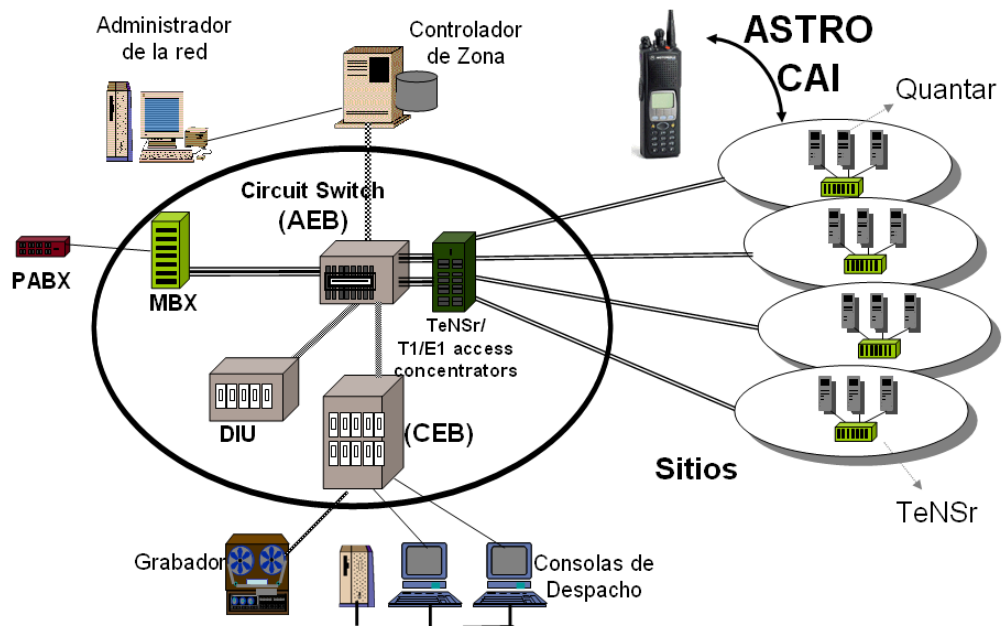 Administrador
de la red
Controlador
de Zona
ASTRO
CAI
Quantar
Circuit Switch
(AEB)
PABX
MBX
TeNSr/
T1/E1 access
concentrators
DIU
(CEB)
Sitios
TeNSr
Grabador
Consolas de
Despacho